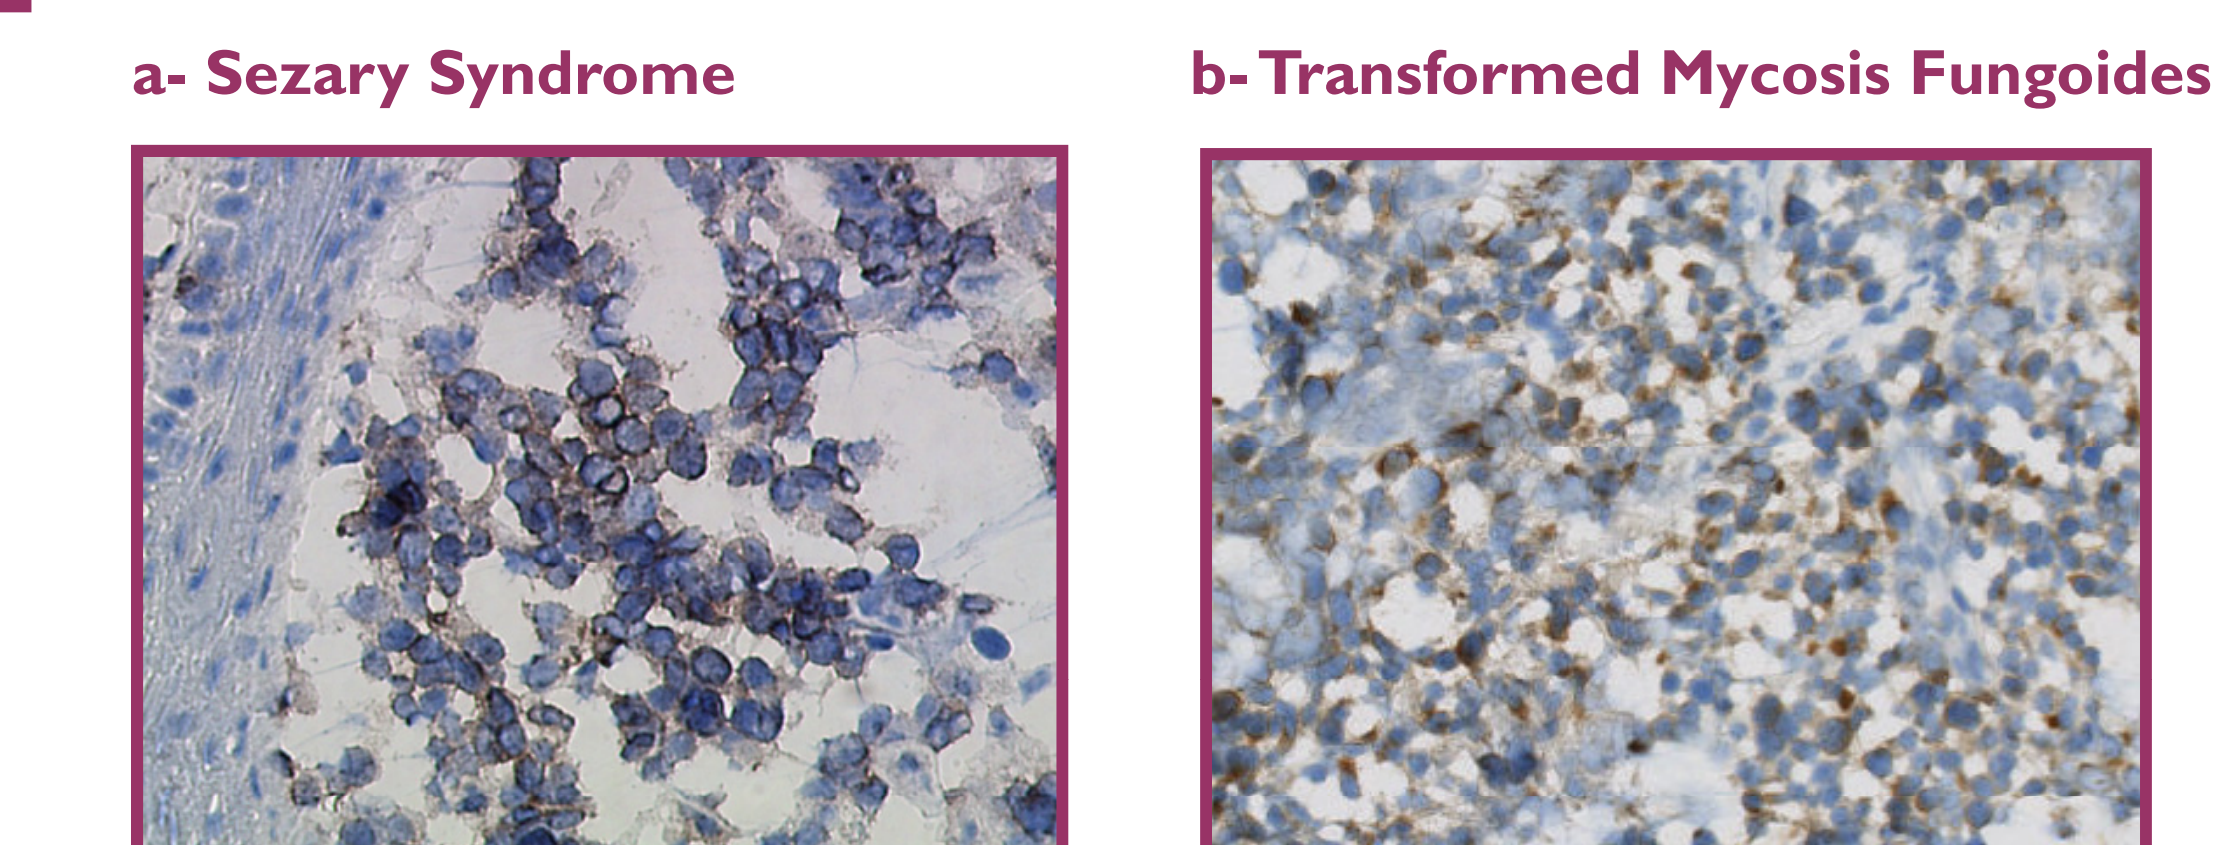 a- Sezary Syndrome
b- Transformed Mycosis Fungoides